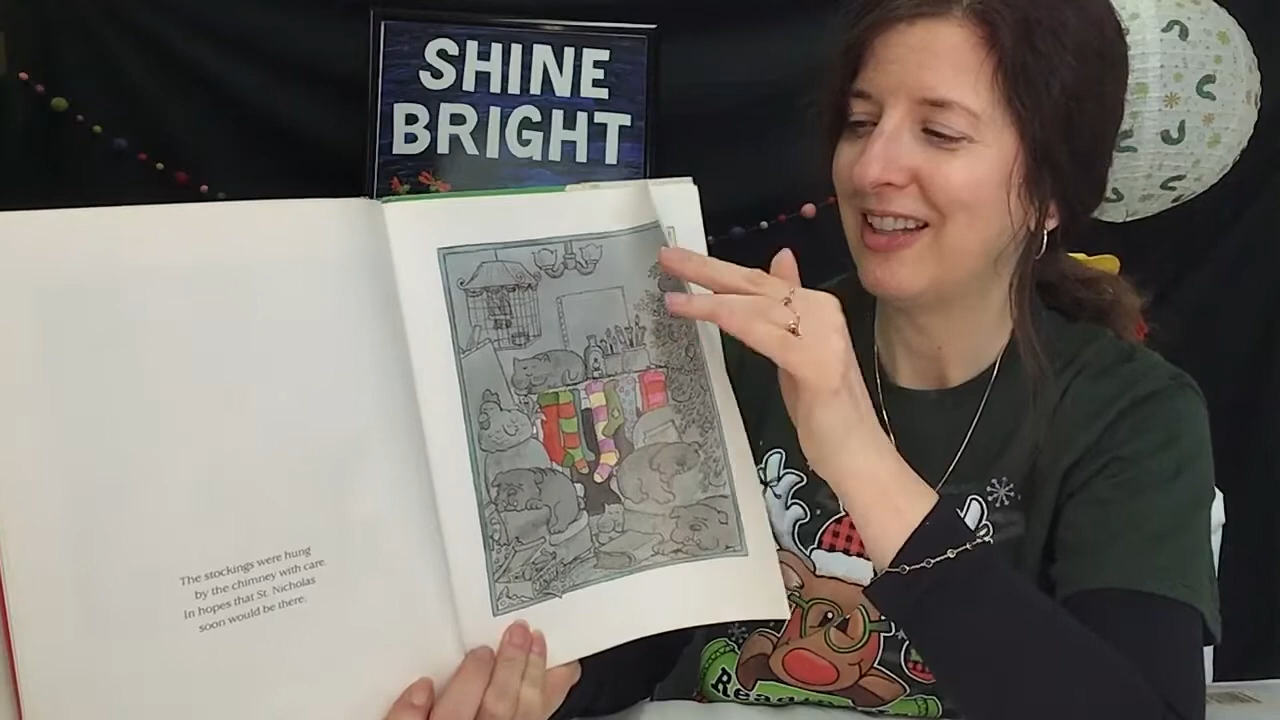 SHINE
BRIGHT
The stockings were hung
by the chimney with care.
In hopes that St. Nicholas
soon would be there;